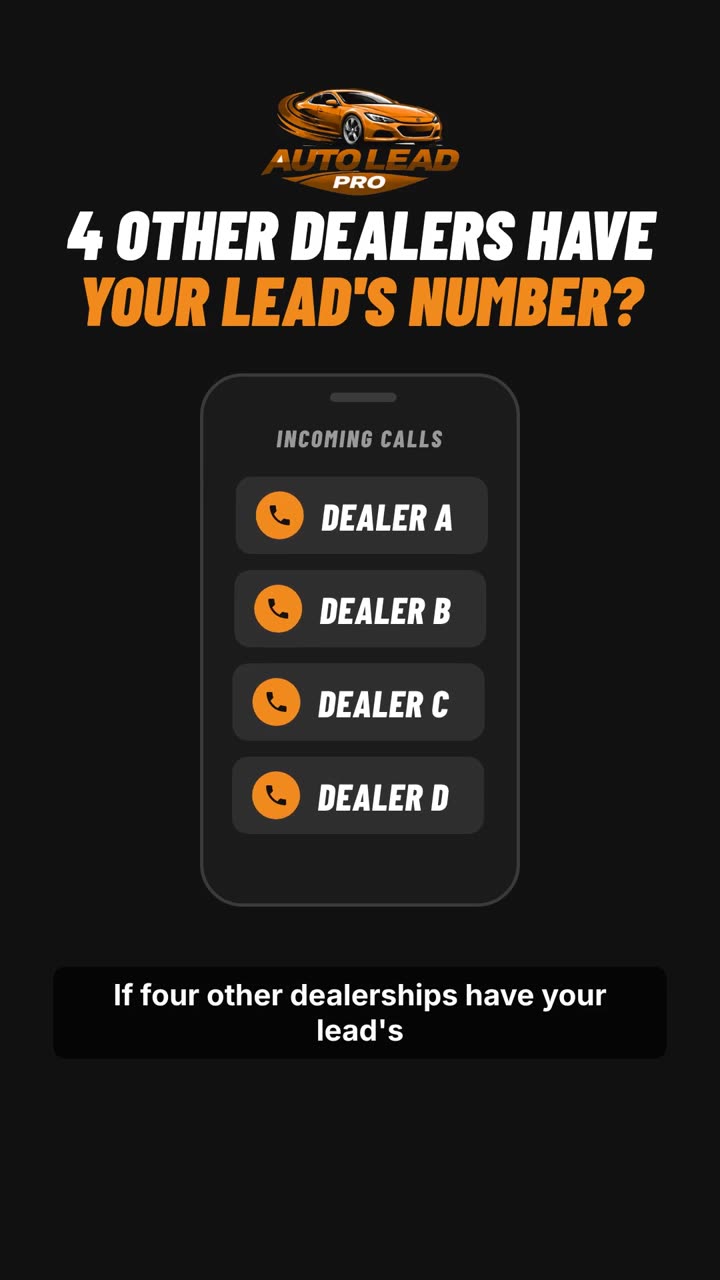 AUTO LEAD
PRO
4 OTHER DEALERS HAVE
YOUR LEAD'S NUMBER?
INCOMING CALLS
DEALER A
DEALER B
DEALER C
DEALER D
If four other dealerships have your
lead's